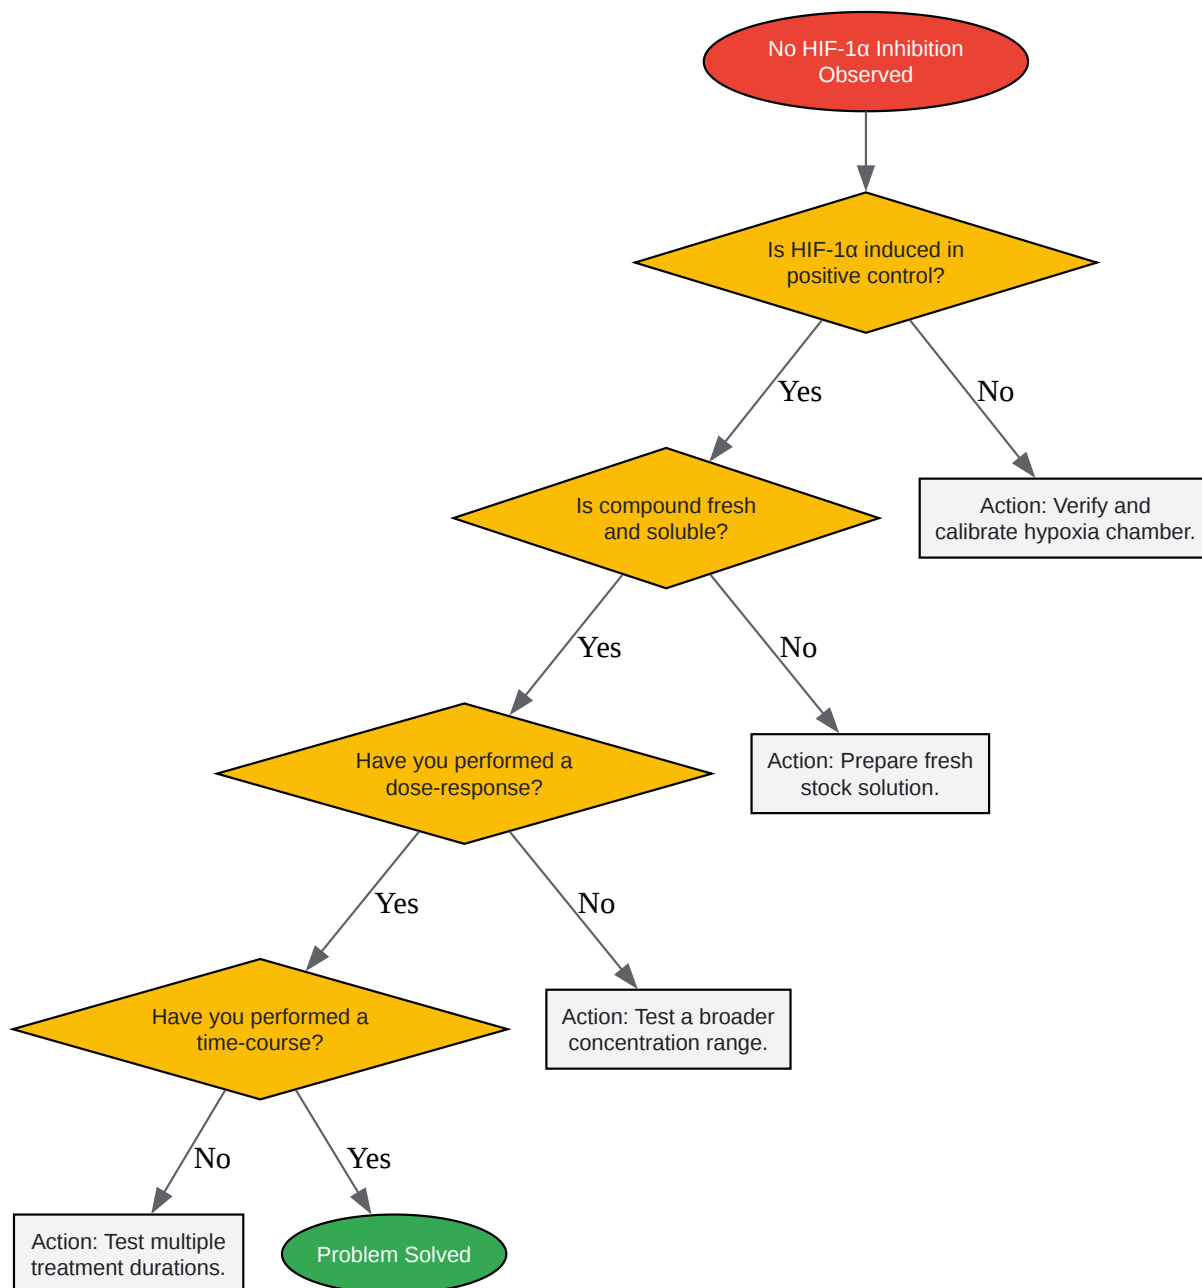 No HIF-1α Inhibition
Observed
Is HIF-1α induced in
positive control?
Yes
No
Is compound fresh
and soluble?
Action: Verify and
calibrate hypoxia chamber.
Yes
No
Have you performed a
dose-response?
Action: Prepare fresh
stock solution.
Yes
No
Have you performed a
time-course?
Action: Test a broader
concentration range.
No
Yes
Action: Test multiple
treatment durations.
Problem Solved